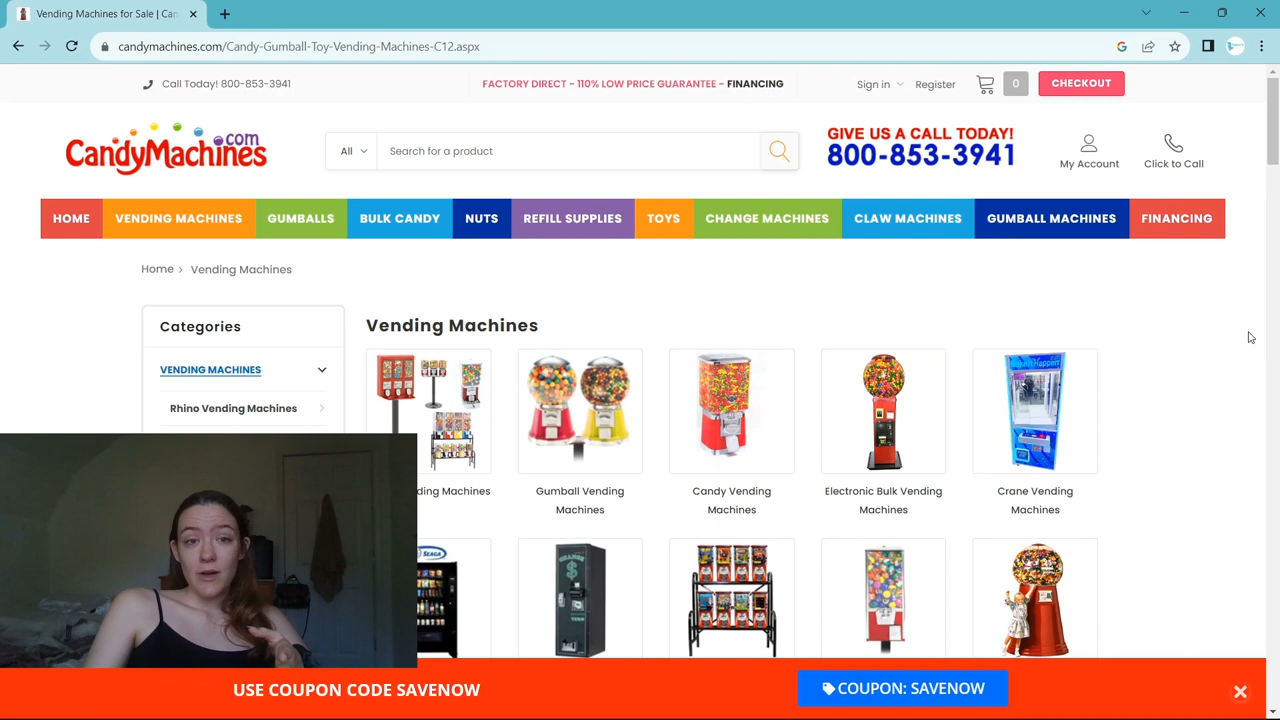 Vending Machines for Sale | Can
candymachines.com/Candy-Gumball-Toy-Vending-Machines-C12.aspx
Call Today! 800-853-3941
FACTORY DIRECT - 110% LOW PRICE GUARANTEE - FINANCING
Sign in
Register
0
CHECKOUT
CandyMachines.com
All
Search for a product
GIVE US A CALL TODAY!
800-853-3941
My Account
Click to Call
HOME
VENDING MACHINES
GUMBALLS
BULK CANDY
NUTS
REFILL SUPPLIES
TOYS
CHANGE MACHINES
CLAW MACHINES
GUMBALL MACHINES
FINANCING
Home
Vending Machines
Categories
VENDING MACHINES
Rhino Vending Machines
Vending Machines
ding Machines
Gumball Vending
Machines
Candy Vending
Machines
Electronic Bulk Vending
Machines
Crane Vending
Machines
SEAGA
CHANGE
$
USE COUPON CODE SAVENOW
COUPON: SAVENOW